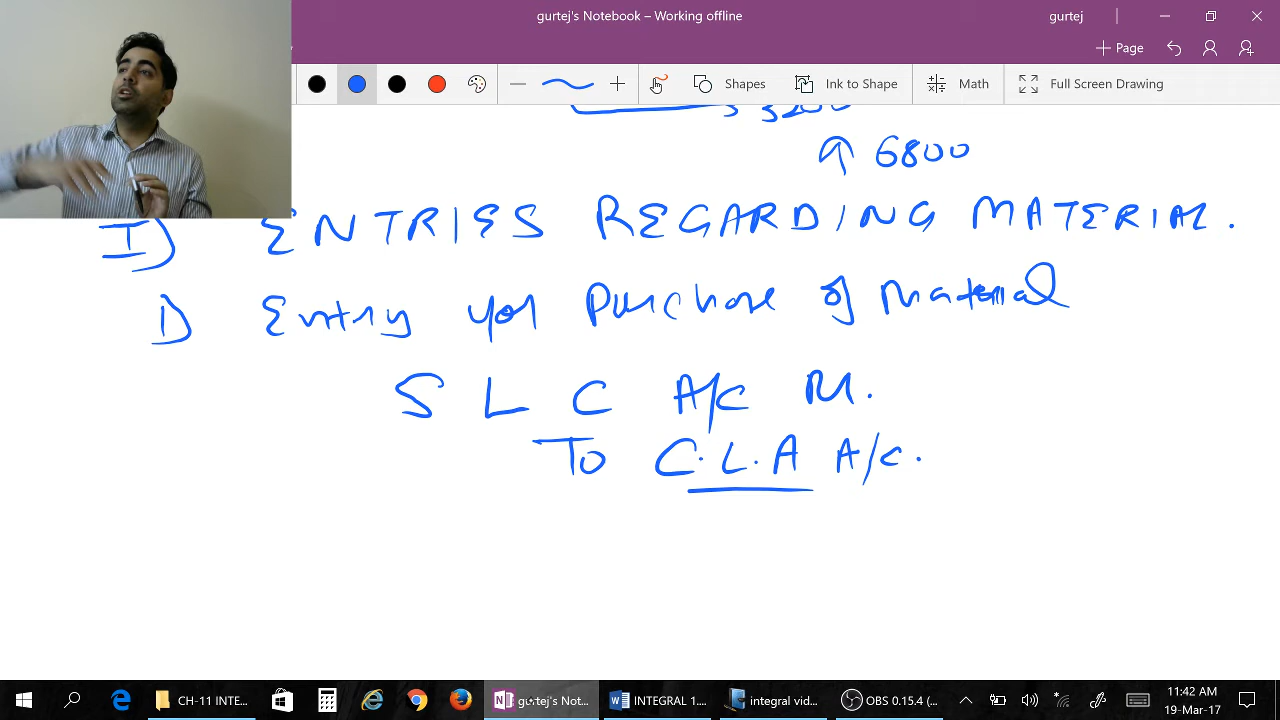 gurtej's Notebook – Working offline
gurtej
Page
Shapes
Ink to Shape
Math
Full Screen Drawing
3200
6800
I) ENTRIES REGARDING MATERIAL.
1) Entry for Purchase of Material
S L C A/c Dr.
To C.L.A A/c.
CH-11 INTE...
gurtej's Not...
INTEGRAL 1....
integral vid...
OBS 0.15.4 (...
11:42 AM
19-Mar-17